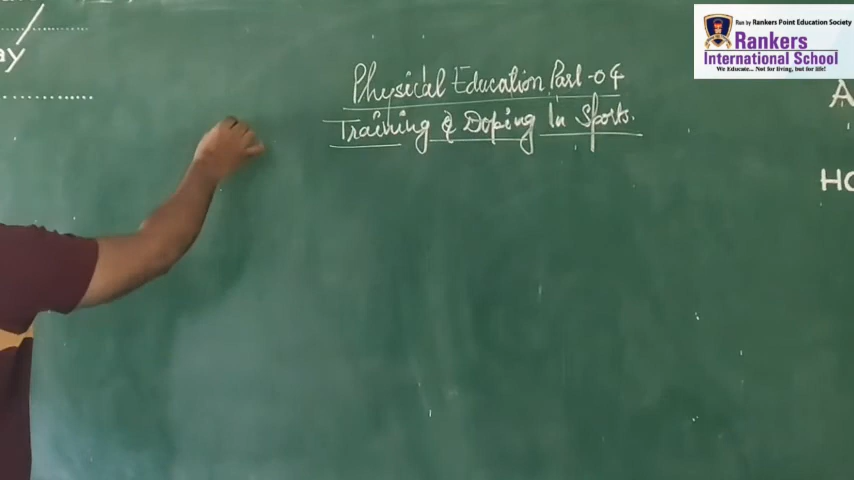 ay
Run by Rankers Point Education Society
Rankers
International School
We Educate... Not for living, but for life!
Physical Education Part-04
Training & Doping In Sports.
A
HO